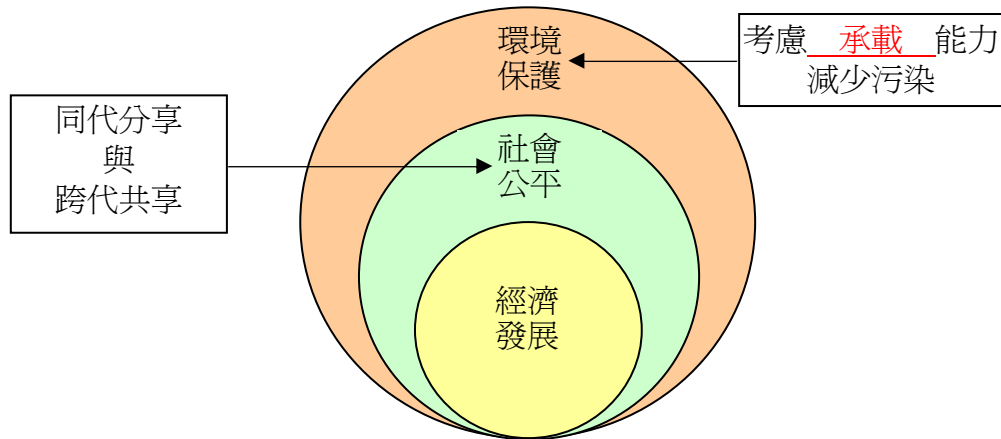 環境
保護
考慮 承載 能力
減少污染
同代分享
與
跨代共享
社會
公平
經濟
發展